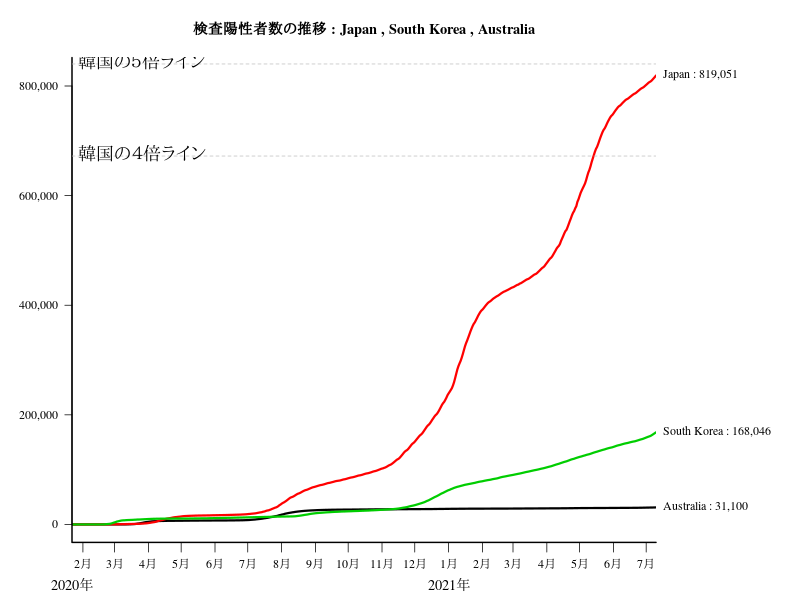 検査陽性者数の推移 : Japan , South Korea , Australia
韓国の5倍ライン
800,000
Japan : 819,051
韓国の4倍ライン
600,000
400,000
200,000
South Korea : 168,046
Australia : 31,100
0
2月 3月 4月 5月 6月 7月 8月 9月 10月 11月 12月 1月 2月 3月 4月 5月 6月 7月
2020年 2021年